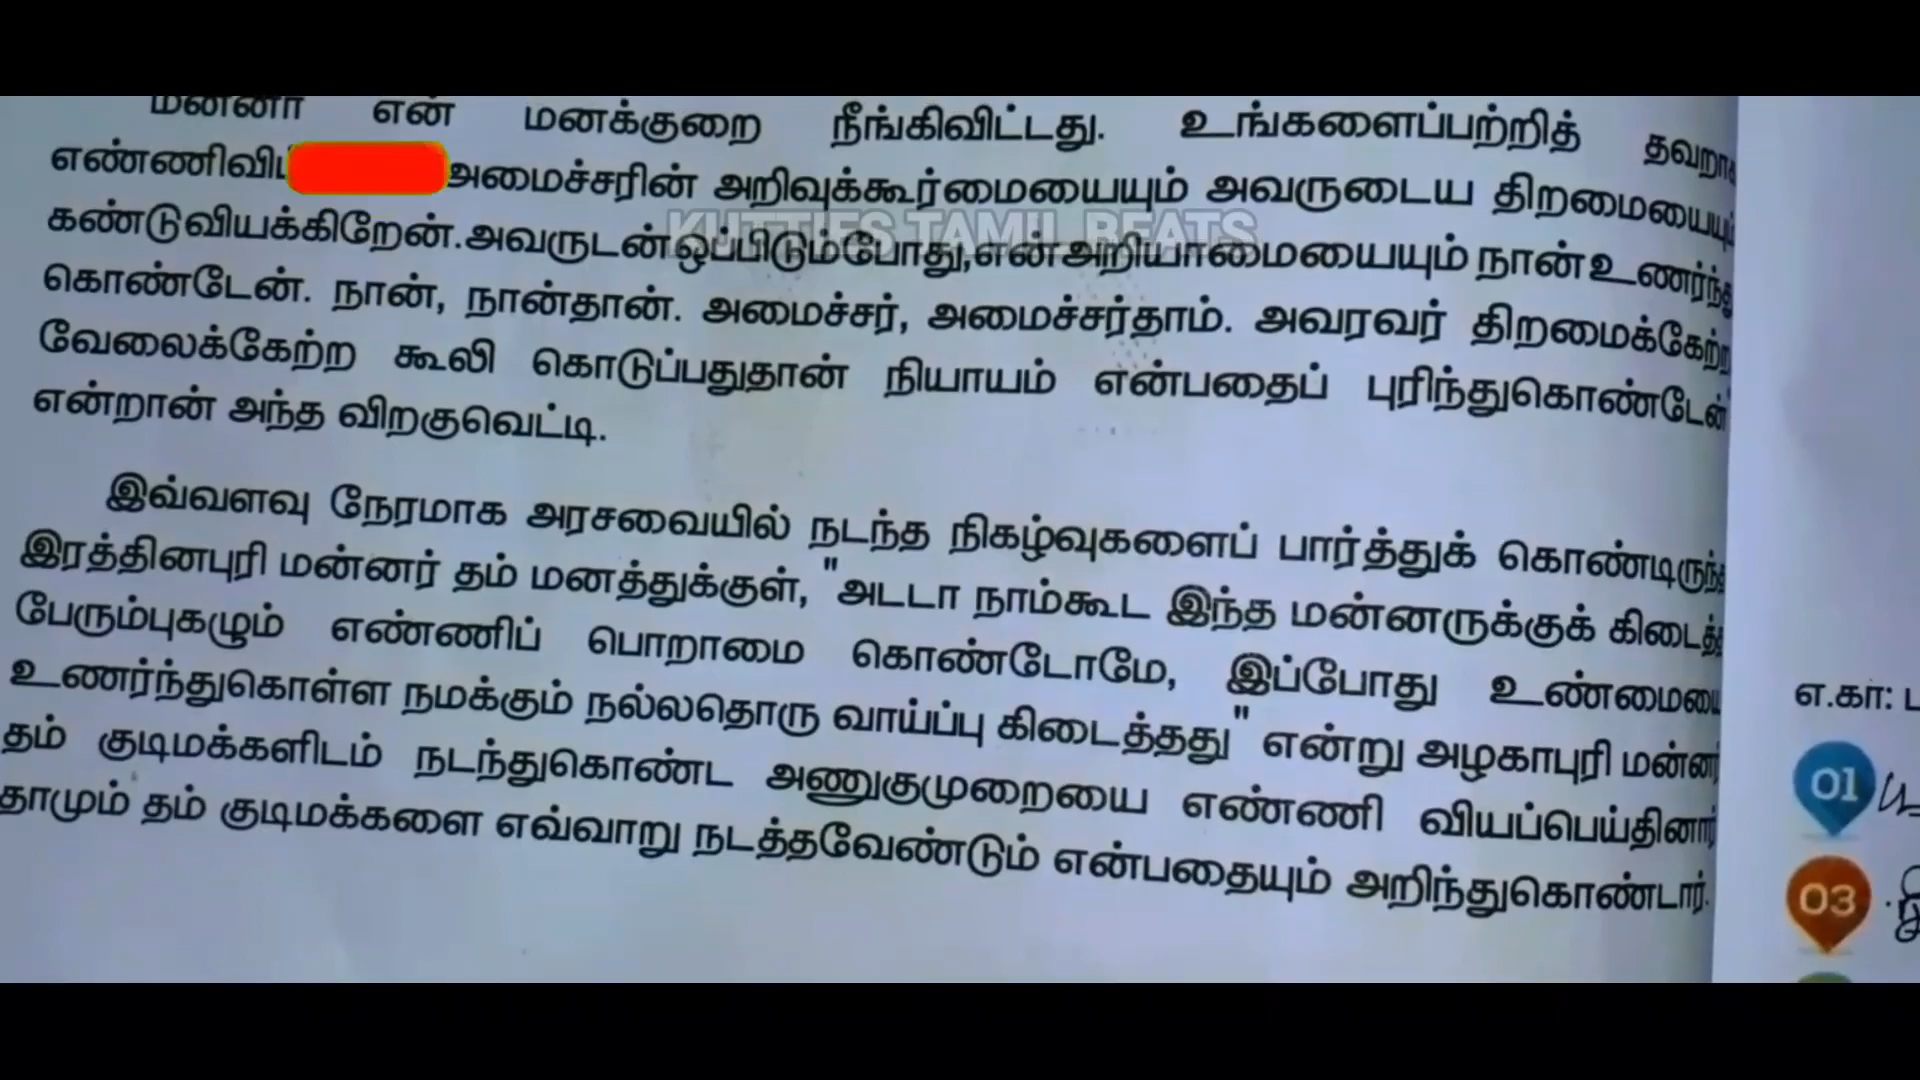 மன்னா என் மனக்குறை நீங்கிவிட்டது. உங்களைப்பற்றித் தவறாக
எண்ணிவிட அமைச்சரின் அறிவுக்கூர்மையையும் அவருடைய திறமையையும்
KUTTIES TAMIL BEATS
கண்டுவியக்கிறேன்.அவருடன்ஒப்பிடும்போது,என்அறியாமையையும் நான்உணர்ந்து
கொண்டேன். நான், நான்தான். அமைச்சர், அமைச்சர்தாம். அவரவர் திறமைக்கேற்ற
வேலைக்கேற்ற கூலி கொடுப்பதுதான் நியாயம் என்பதைப் புரிந்துகொண்டேன்
என்றான் அந்த விறகுவெட்டி.
இவ்வளவு நேரமாக அரசவையில் நடந்த நிகழ்வுகளைப் பார்த்துக் கொண்டிருந்த
இரத்தினபுரி மன்னர் தம் மனத்துக்குள், "அடடா நாம்கூட இந்த மன்னருக்குக் கிடைத்த
பேரும்புகழும் எண்ணிப் பொறாமை கொண்டோமே, இப்போது உண்மையை
உணர்ந்துகொள்ள நமக்கும் நல்லதொரு வாய்ப்பு கிடைத்தது" என்று அழகாபுரி மன்னர்
தம் குடிமக்களிடம் நடந்துகொண்ட அணுகுமுறையை எண்ணி வியப்பெய்தினார்
தாமும் தம் குடிமக்களை எவ்வாறு நடத்தவேண்டும் என்பதையும் அறிந்துகொண்டார்.
எ.கா:
01
03